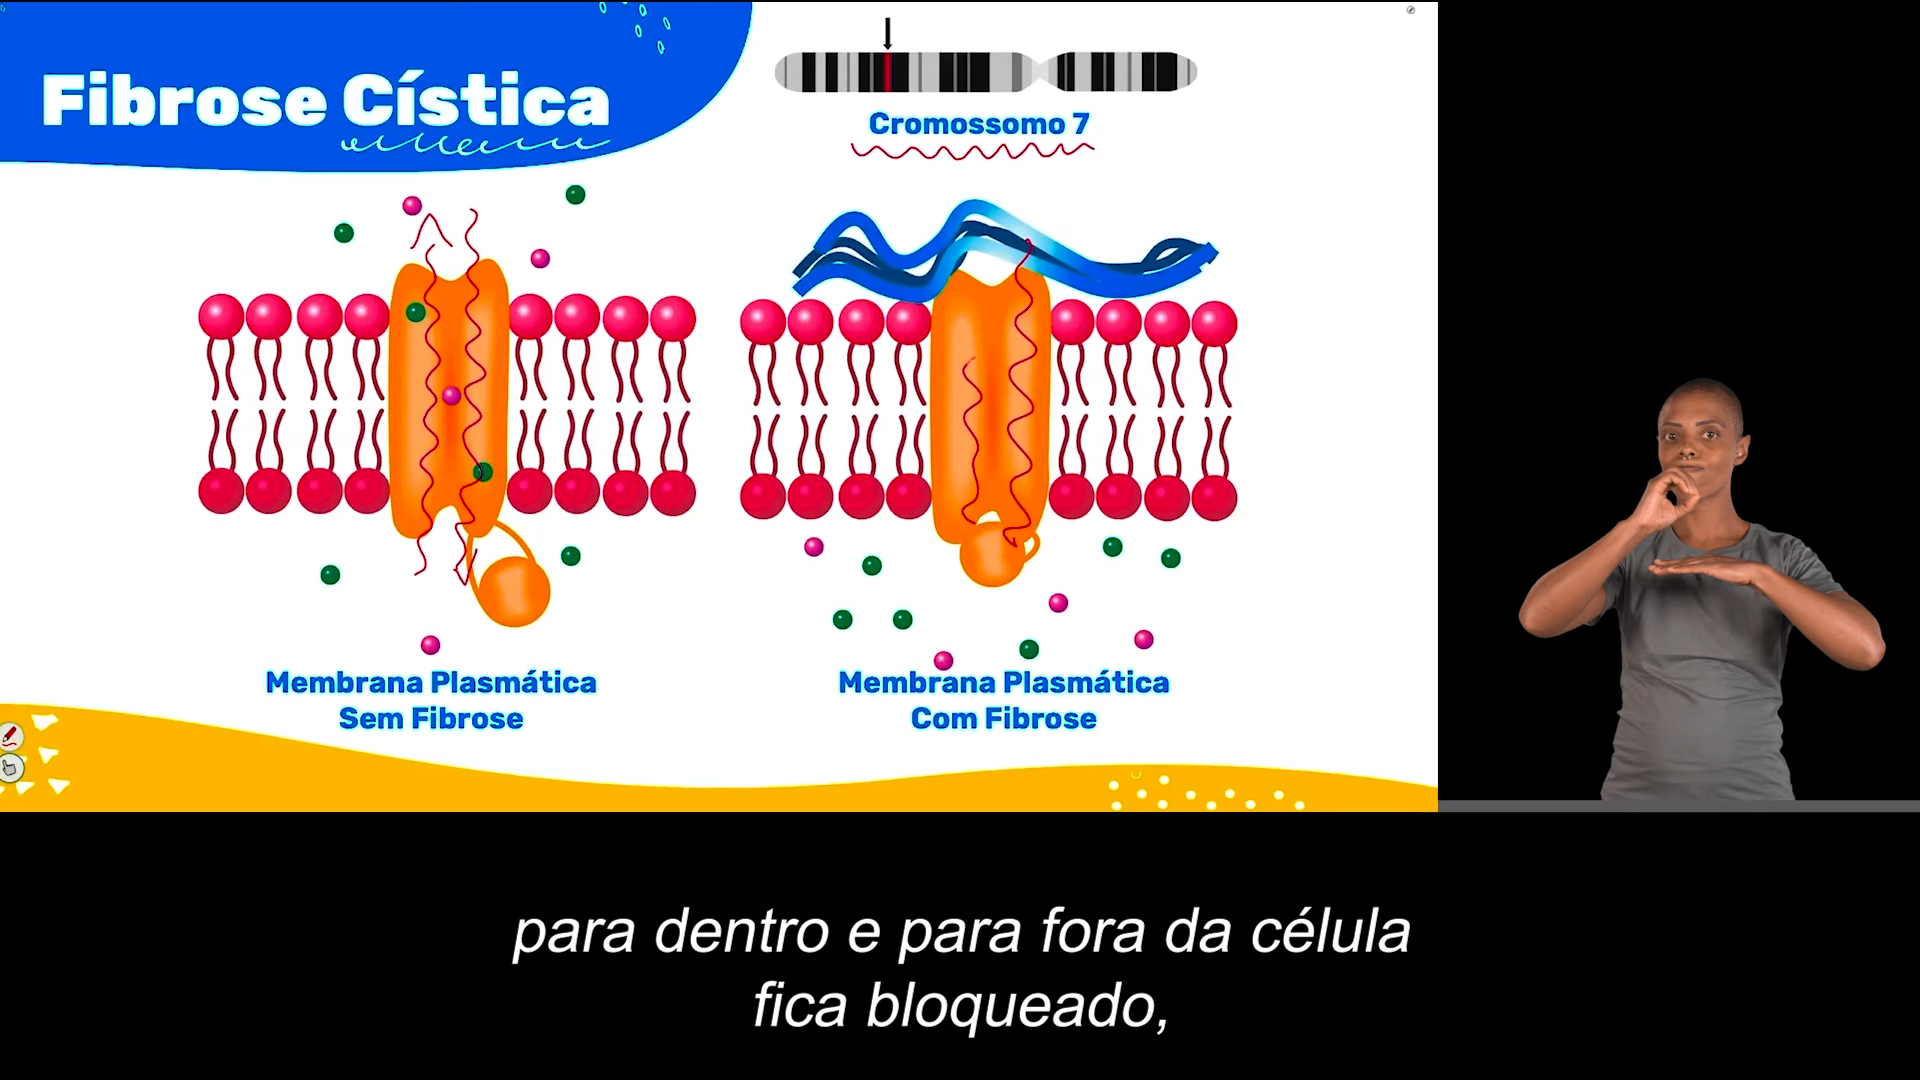 Fibrose Cística
Cromossomo 7
Membrana Plasmática
Sem Fibrose
Membrana Plasmática
Com Fibrose
para dentro e para fora da célula
fica bloqueado,